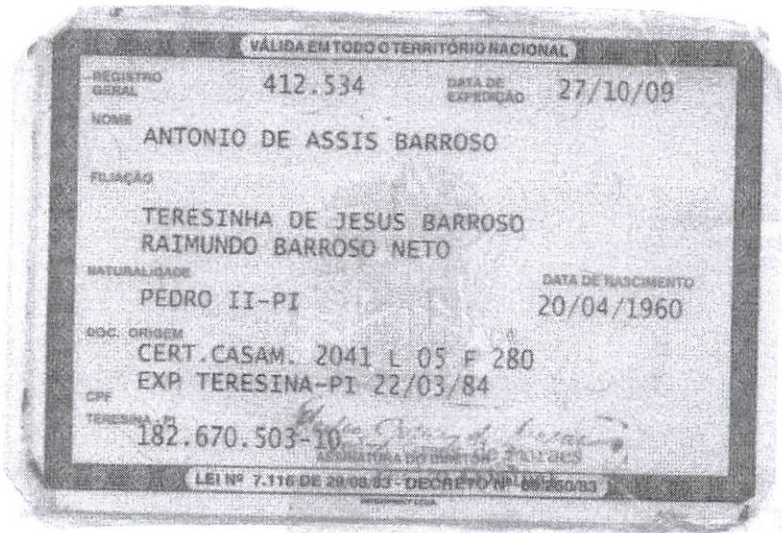 VÁLIDA EM TODO O TERRITÓRIO NACIONAL
REGISTRO GERAL 412.534 DATA DE EXPEDIÇÃO 27/10/09
NOME
ANTONIO DE ASSIS BARROSO
FILIAÇÃO
TERESINHA DE JESUS BARROSO
RAIMUNDO BARROSO NETO
NATURALIDADE DATA DE NASCIMENTO
PEDRO II-PI 20/04/1960
DOC. ORIGEM
CERT.CASAM. 2041 L 05 F 280
EXP TERESINA-PI 22/03/84
CPF
TERESINA - PI
182.670.503-10
ASSINATURA DO DIRETOR
LEI Nº 7.116 DE 29/08/83 - DECRETO Nº